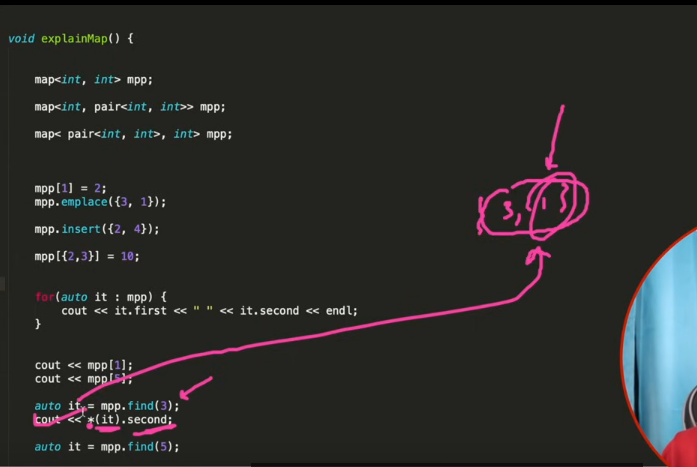 void explainMap() {
map<int, int> mpp;
map<int, pair<int, int>> mpp;
map< pair<int, int>, int> mpp;
mpp[1] = 2;
mpp.emplace({3, 1});
mpp.insert({2, 4});
mpp[{2,3}] = 10;
{3, 1}
for(auto it : mpp) {
cout << it.first << " " << it.second << endl;
}
cout << mpp[1];
cout << mpp[5];
auto it = mpp.find(3);
cout << *(it).second;
auto it = mpp.find(5);